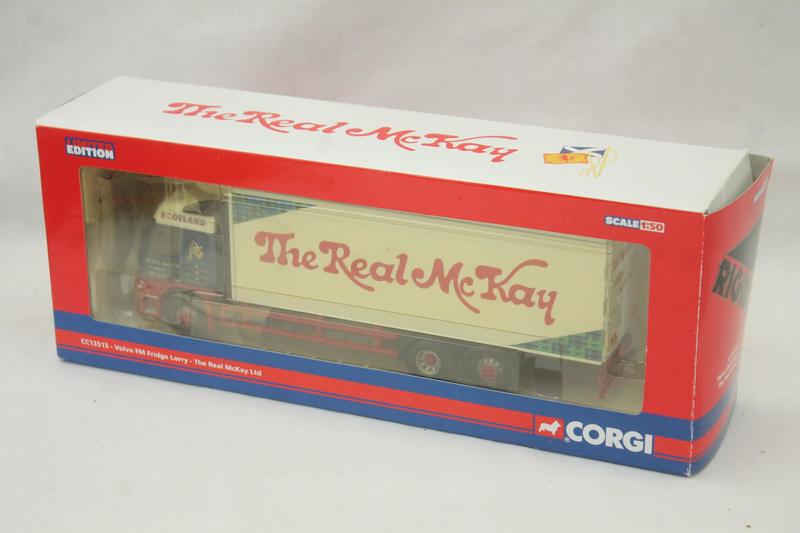 The Real McKay
LIMITED
EDITION
SCALE 1:50
SCOTLAND
The Real McKay
CC13515 - Volvo FM Fridge Lorry - The Real McKay Ltd
CORGI